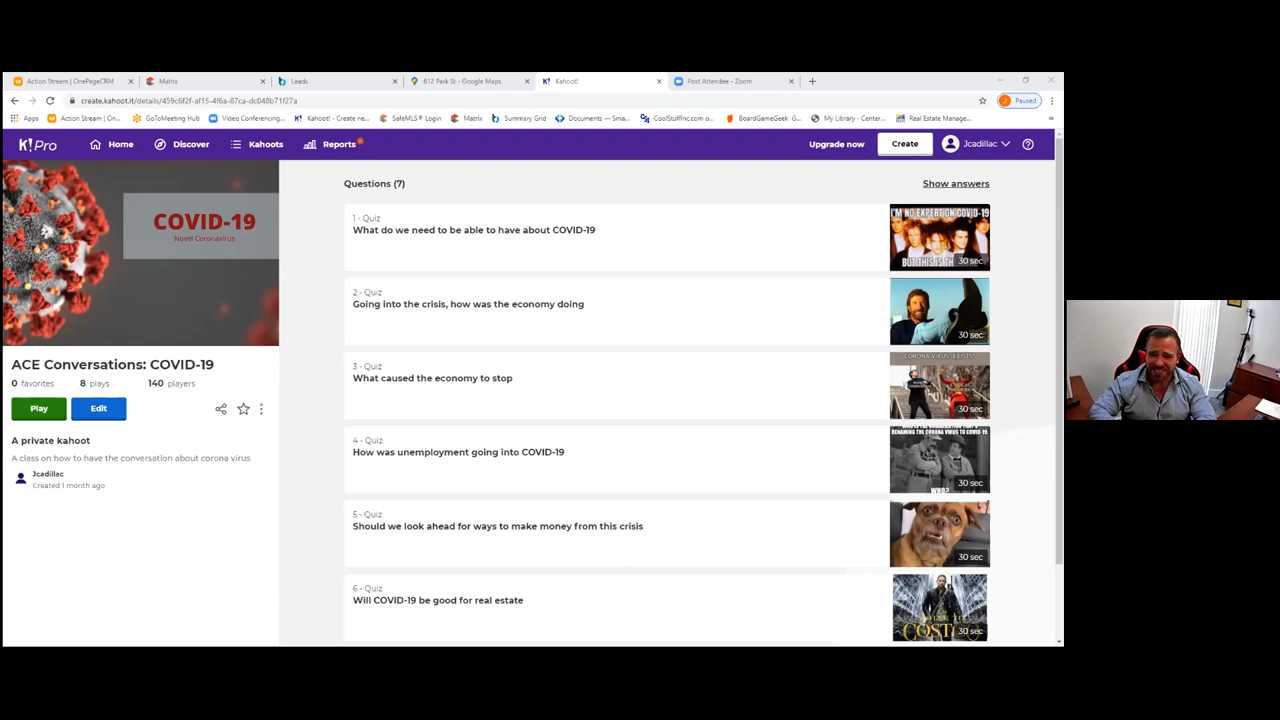 Action Stream | OnePageCRM
Matrix
Leads
612 Park St - Google Maps
Kahoot!
Post Attendee - Zoom
create.kahoot.it/details/459c6f2f-af15-4f6a-87ca-dc048b71f27a
Paused
Apps
Action Stream | On...
GoToMeeting Hub
Video Conferencing...
Kahoot! - Create ne...
SafeMLS® Login
Matrix
Summary Grid
Documents — Sma...
CoolStuffInc.com o...
BoardGameGeek
My Library - Center...
Real Estate Manage...
K!Pro
Home
Discover
Kahoots
Reports
Upgrade now
Create
Jcadillac
COVID-19
Novel Coronavirus
ACE Conversations: COVID-19
0 favorites
8 plays
140 players
Play
Edit
A private kahoot
A class on how to have the conversation about corona virus
Jcadillac
Created 1 month ago
Questions (7)
Show answers
1 - Quiz
What do we need to be able to have about COVID-19
I'M NO EXPERT ON COVID-19
BUT THIS IS TH
30 sec
2 - Quiz
Going into the crisis, how was the economy doing
30 sec
3 - Quiz
What caused the economy to stop
CORONA VIRUS: EXISTS*
30 sec
4 - Quiz
How was unemployment going into COVID-19
RENAMING THE CORONA VIRUS TO COVID-19.
WHO?
30 sec
5 - Quiz
Should we look ahead for ways to make money from this crisis
30 sec
6 - Quiz
Will COVID-19 be good for real estate
30 sec